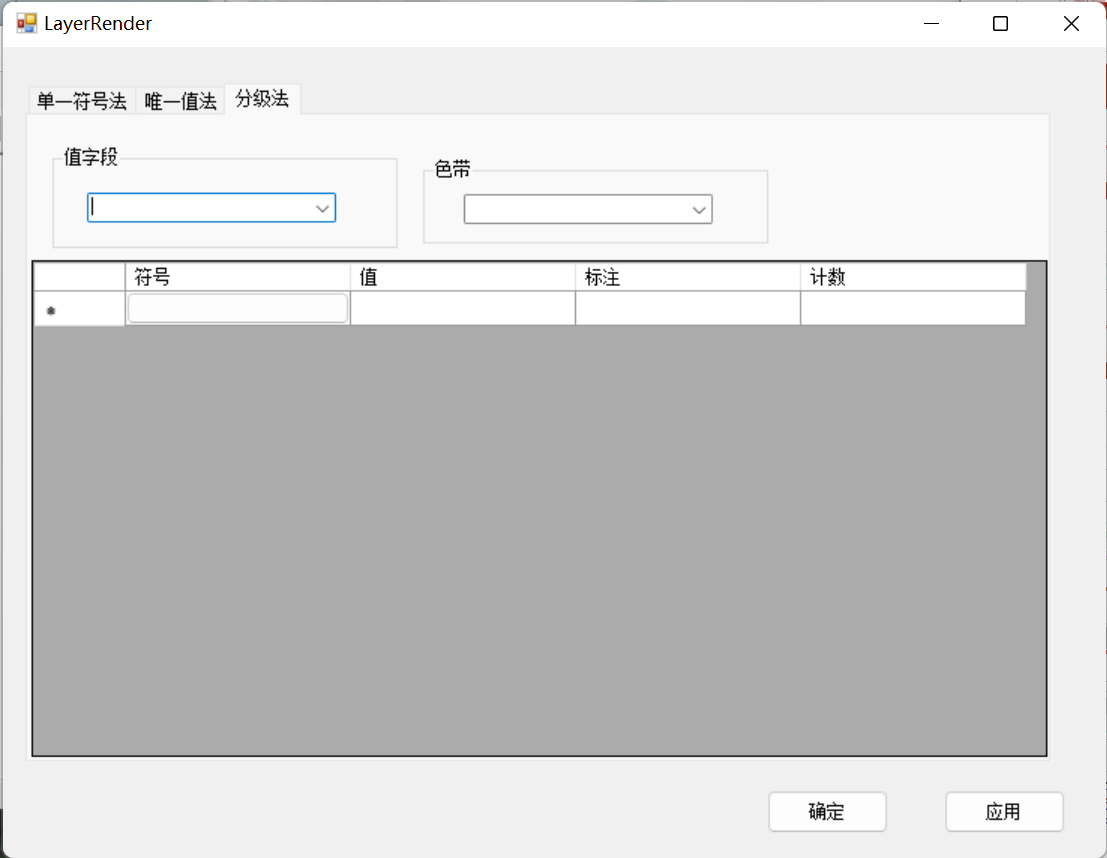 LayerRender
单一符号法 唯一值法 分级法
值字段
色带
符号 值 标注 计数
确定 应用